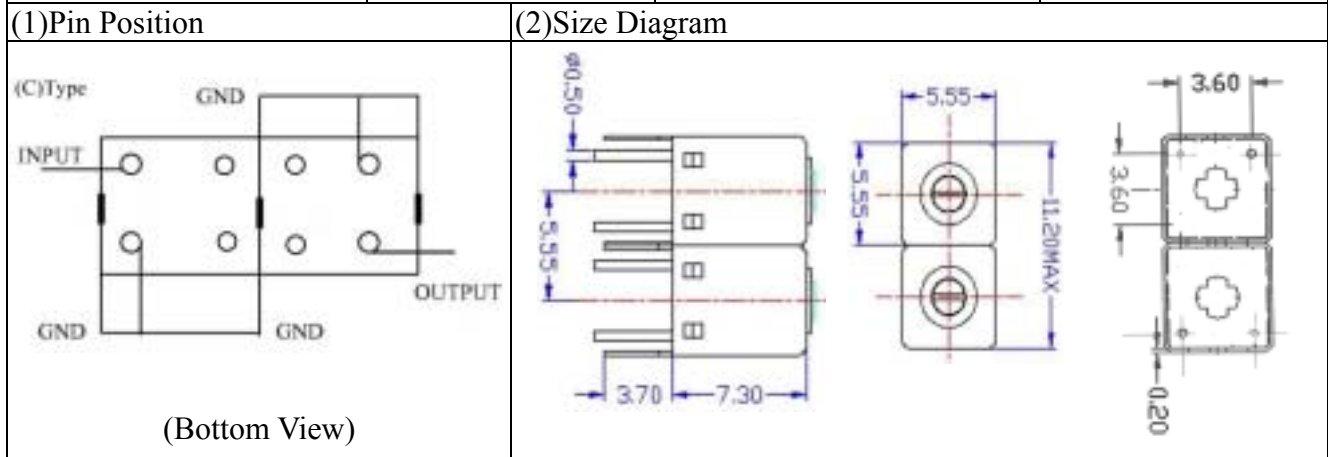 (1)Pin Position
(2)Size Diagram
(C)Type
GND
INPUT
OUTPUT
GND
GND
(Bottom View)
ø0.50
5.55
3.70
7.30
5.55
5.55
11.20MAX
3.60
3.60
0.20